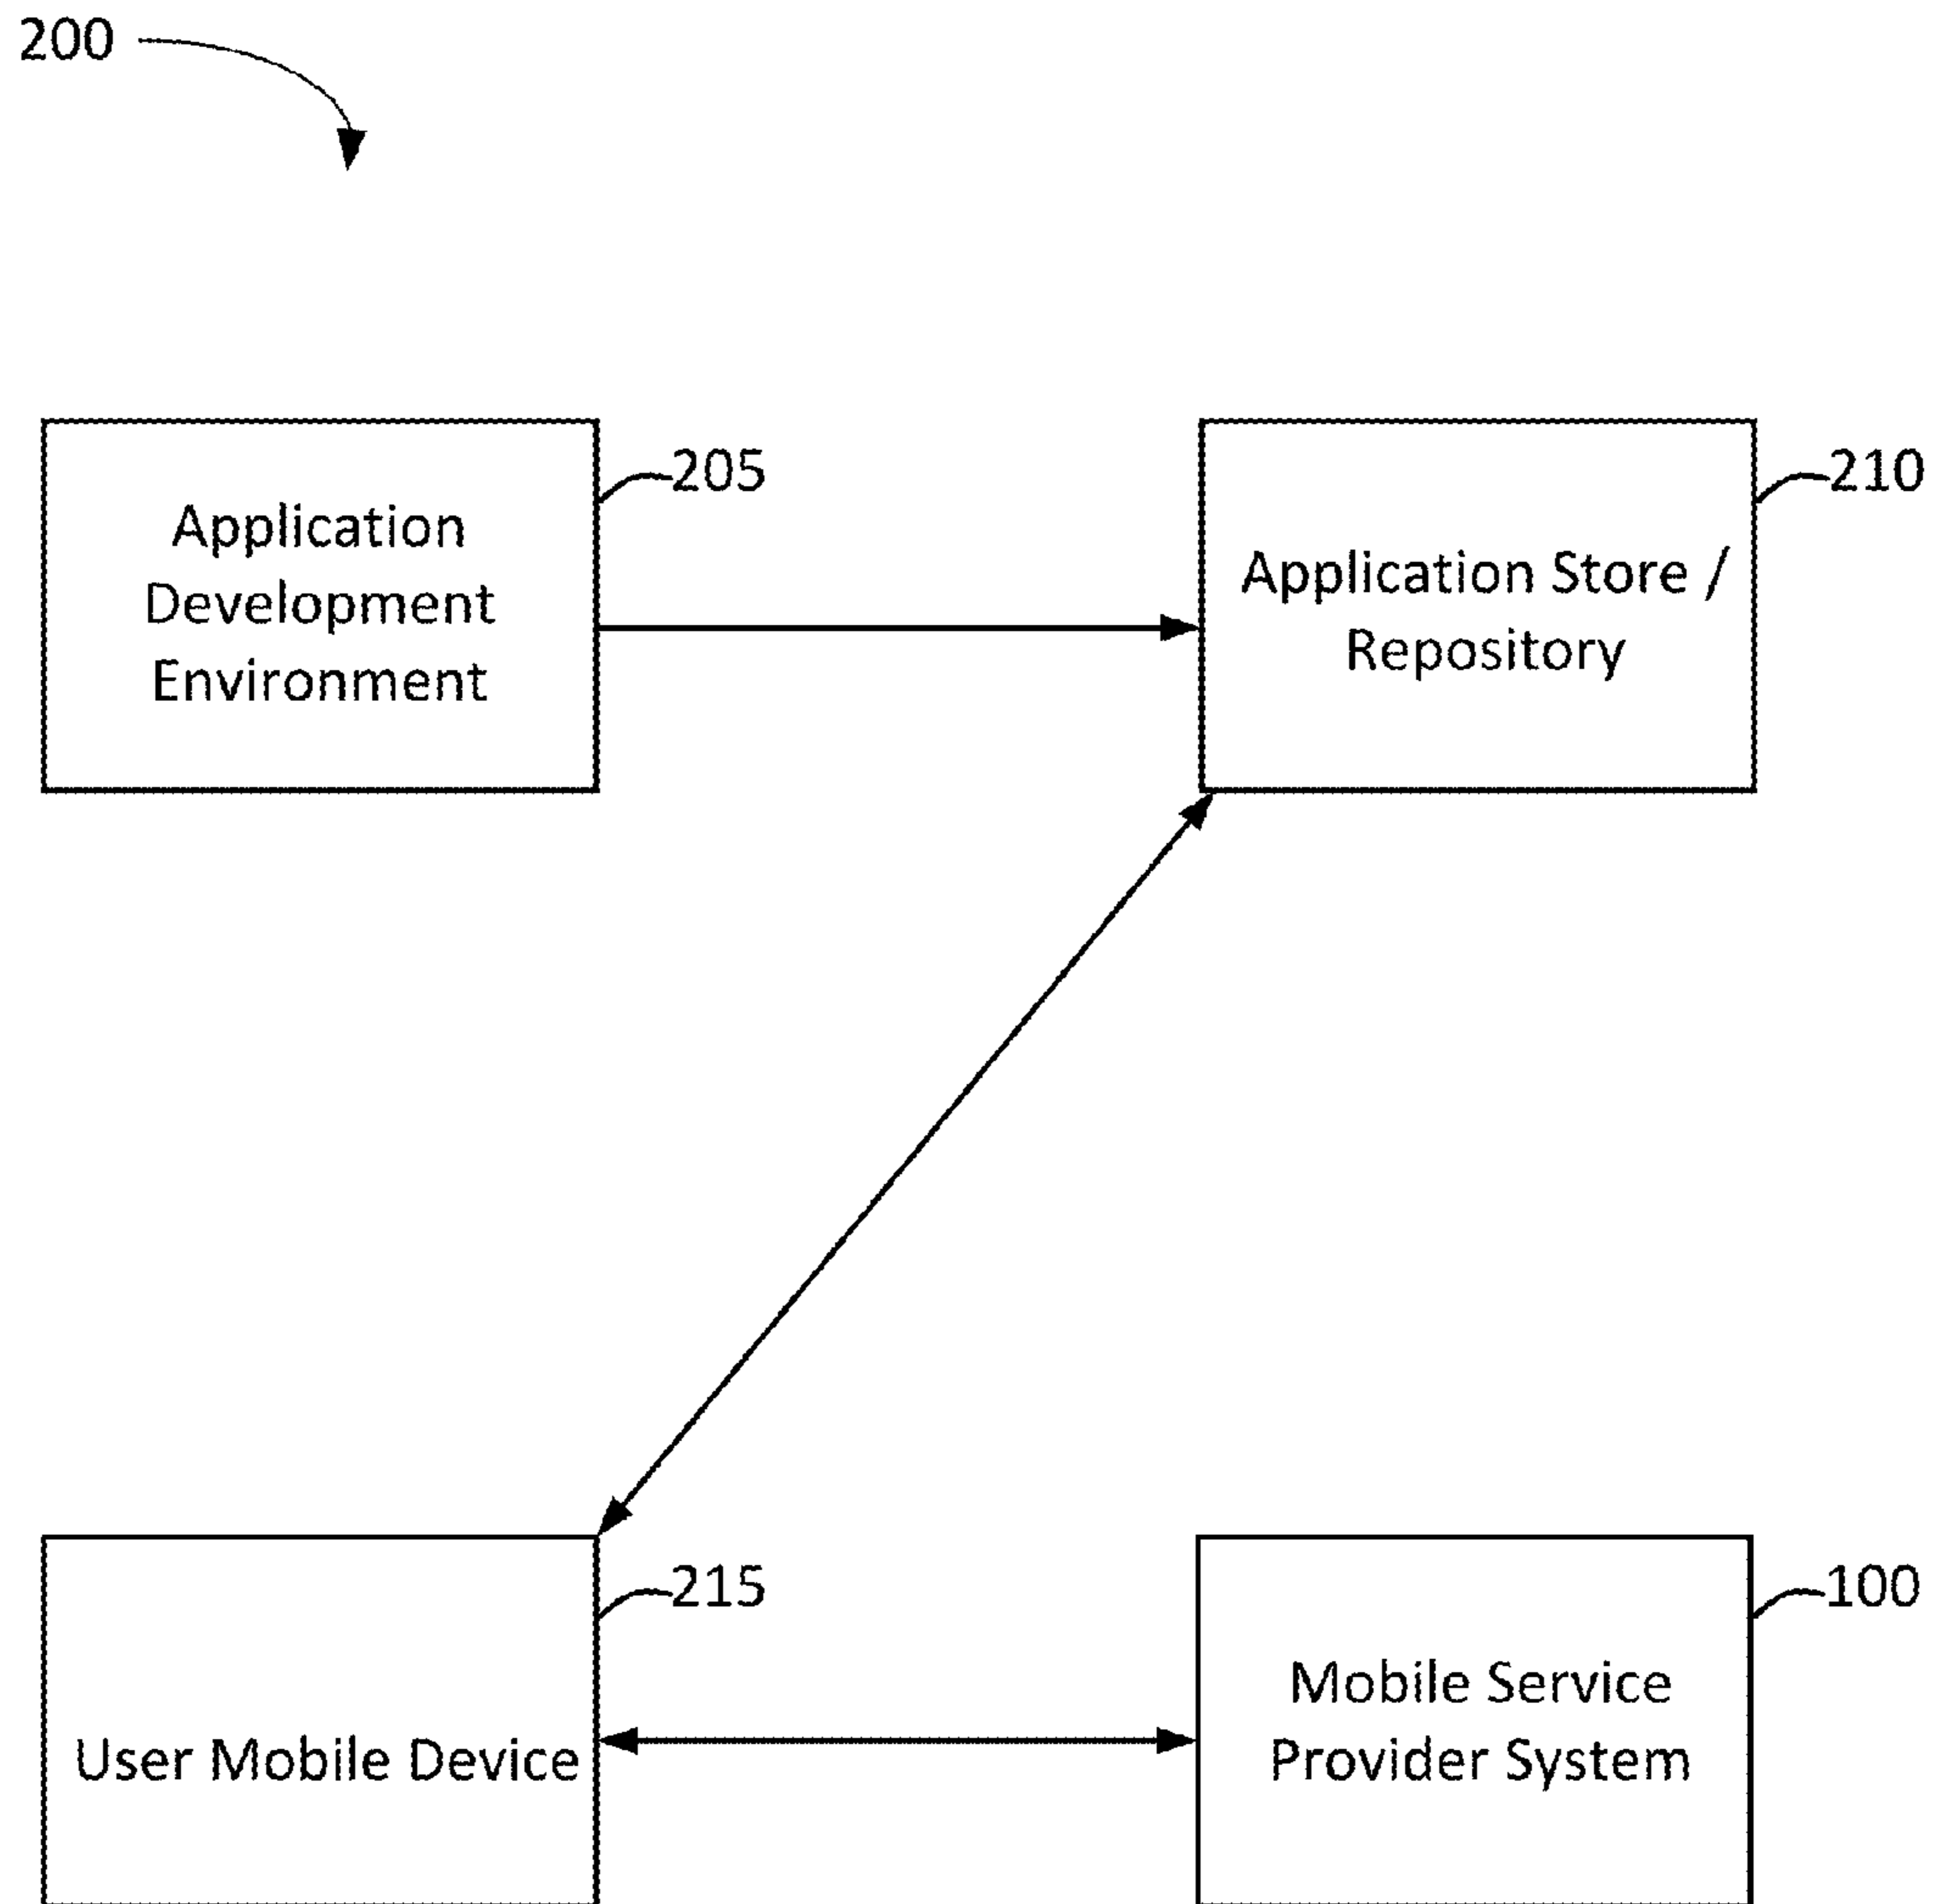 200
205
Application
Development
Environment
210
Application Store /
Repository
215
User Mobile Device
100
Mobile Service
Provider System